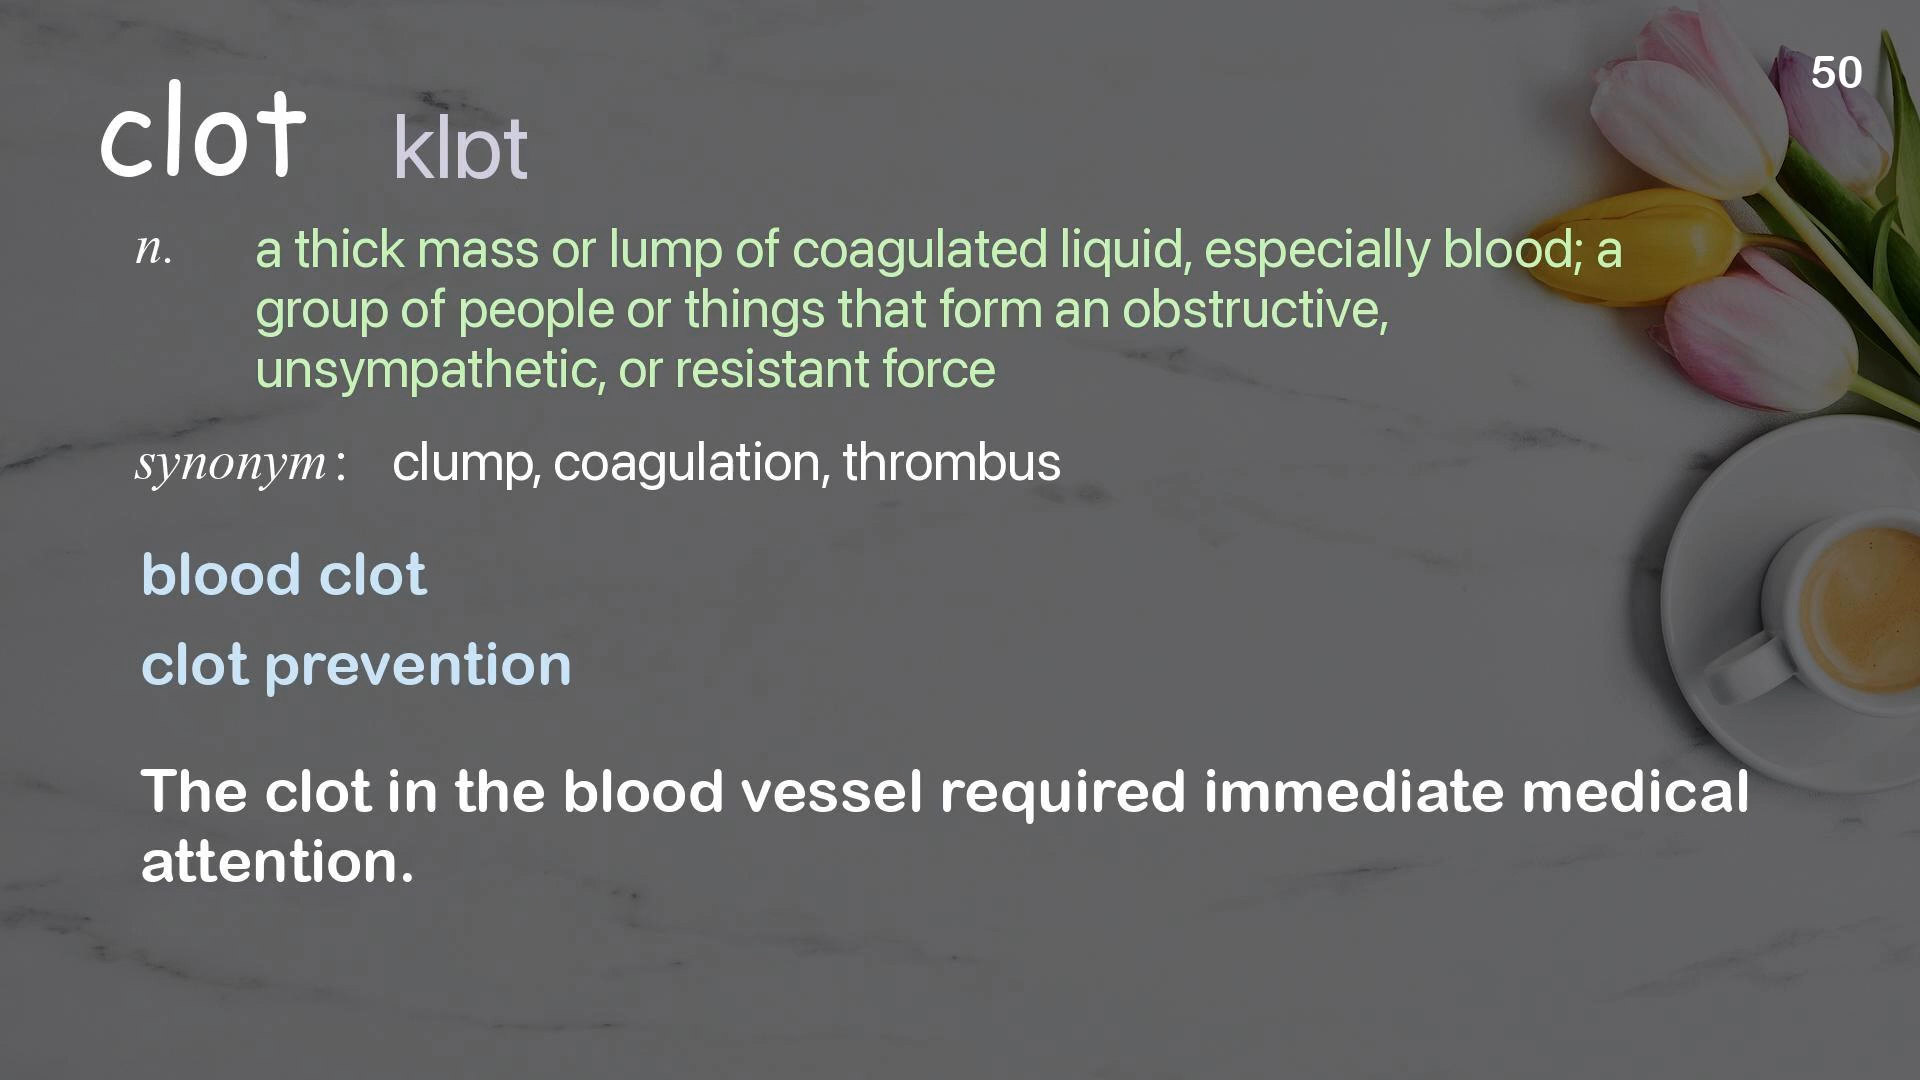 50
clot klɒt
n. a thick mass or lump of coagulated liquid, especially blood; a
group of people or things that form an obstructive,
unsympathetic, or resistant force
synonym : clump, coagulation, thrombus
blood clot
clot prevention
The clot in the blood vessel required immediate medical
attention.